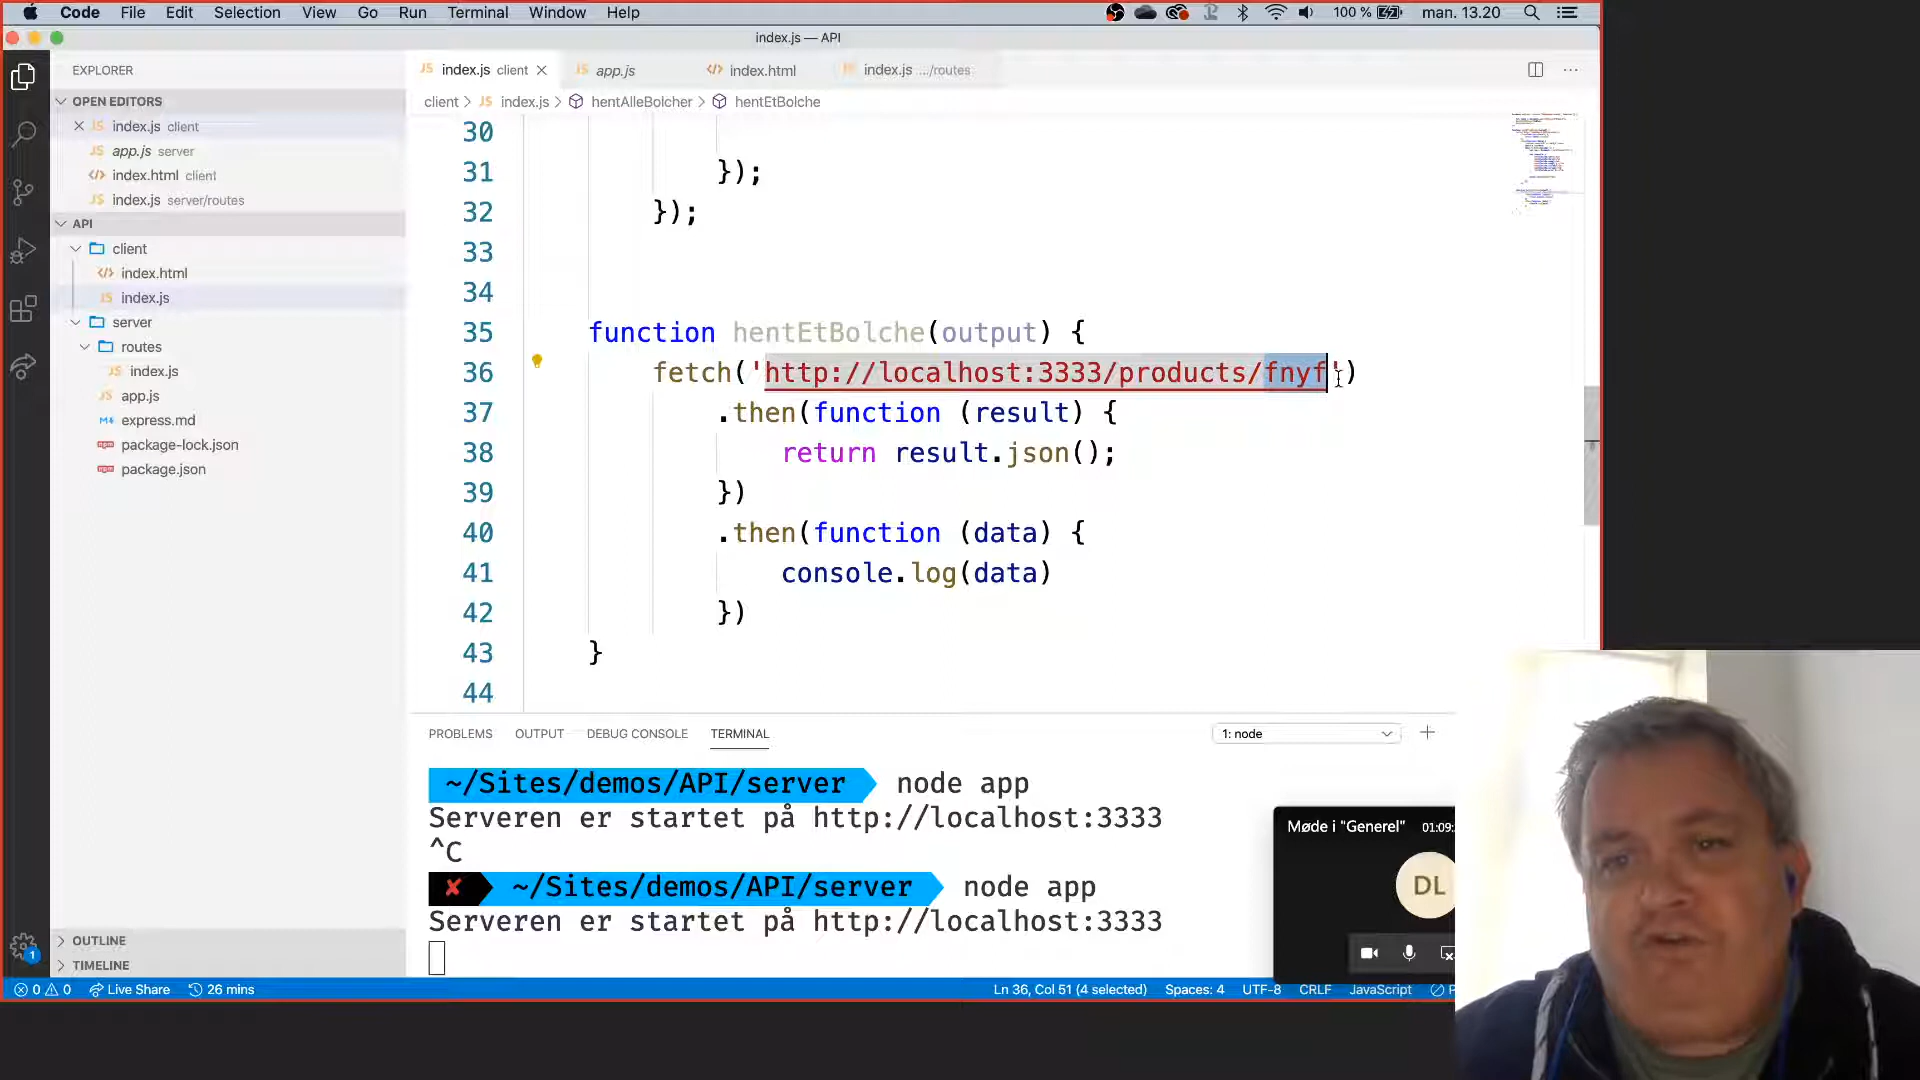 Code File Edit Selection View Go Run Terminal Window Help 100 % man. 13.20
index.js — API
EXPLORER
index.js client
app.js
index.html
index.js .../routes
client > JS index.js > hentAlleBolcher > hentEtBolche
OPEN EDITORS
JS index.js client
JS app.js server
index.html client
JS index.js server/routes
API
client
index.html
JS index.js
server
routes
JS index.js
JS app.js
express.md
package-lock.json
package.json
OUTLINE
TIMELINE
30
31 });
32 });
33
34
35 function hentEtBolche(output) {
36 fetch('http://localhost:3333/products/fnyf')
37 .then(function (result) {
38 return result.json();
39 })
40 .then(function (data) {
41 console.log(data)
42 })
43 }
44
PROBLEMS OUTPUT DEBUG CONSOLE TERMINAL 1: node
~/Sites/demos/API/server node app
Serveren er startet på http://localhost:3333
^C
✘ ~/Sites/demos/API/server node app
Serveren er startet på http://localhost:3333
Møde i "Generel" 01:09:
DL
0 0 Live Share 26 mins Ln 36, Col 51 (4 selected) Spaces: 4 UTF-8 CRLF JavaScript
1